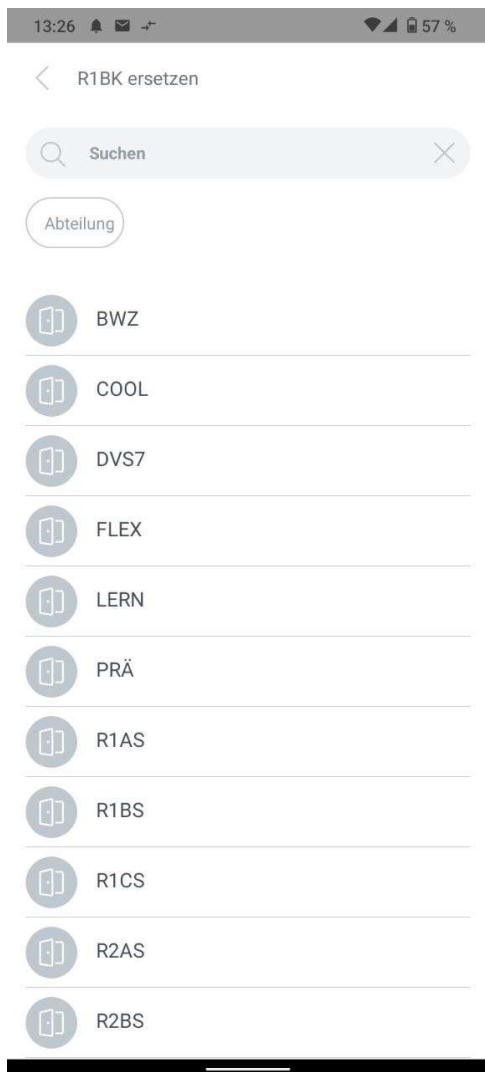 13:26 57 %
R1BK ersetzen
Suchen
Abteilung
BWZ
COOL
DVS7
FLEX
LERN
PRÄ
R1AS
R1BS
R1CS
R2AS
R2BS